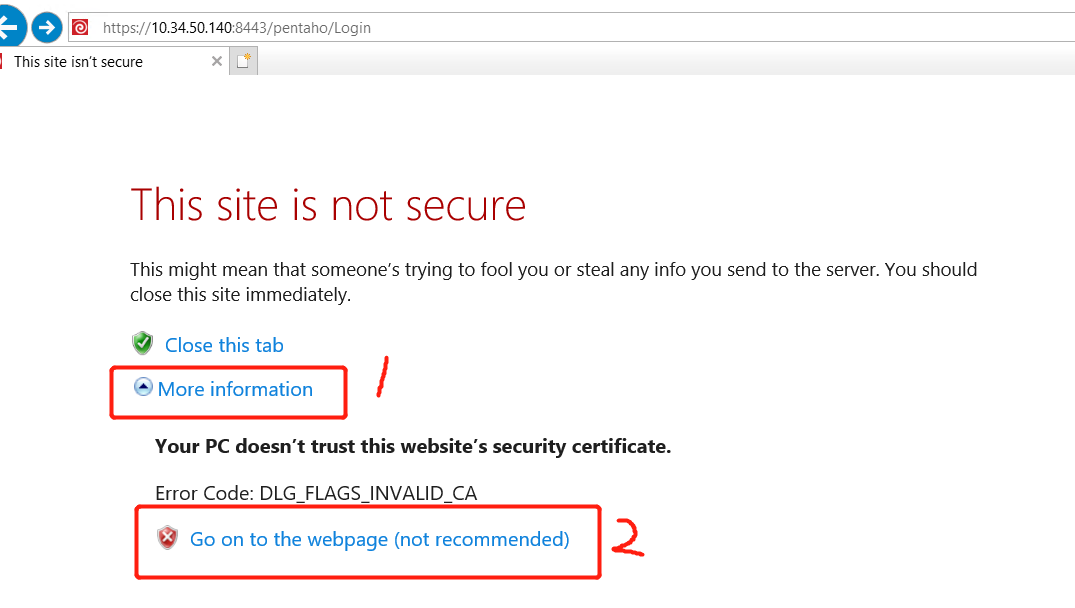 https://10.34.50.140:8443/pentaho/Login
This site isn't secure
This site is not secure
This might mean that someone's trying to fool you or steal any info you send to the server. You should
close this site immediately.
Close this tab
More information
1
Your PC doesn't trust this website's security certificate.
Error Code: DLG_FLAGS_INVALID_CA
Go on to the webpage (not recommended)
2